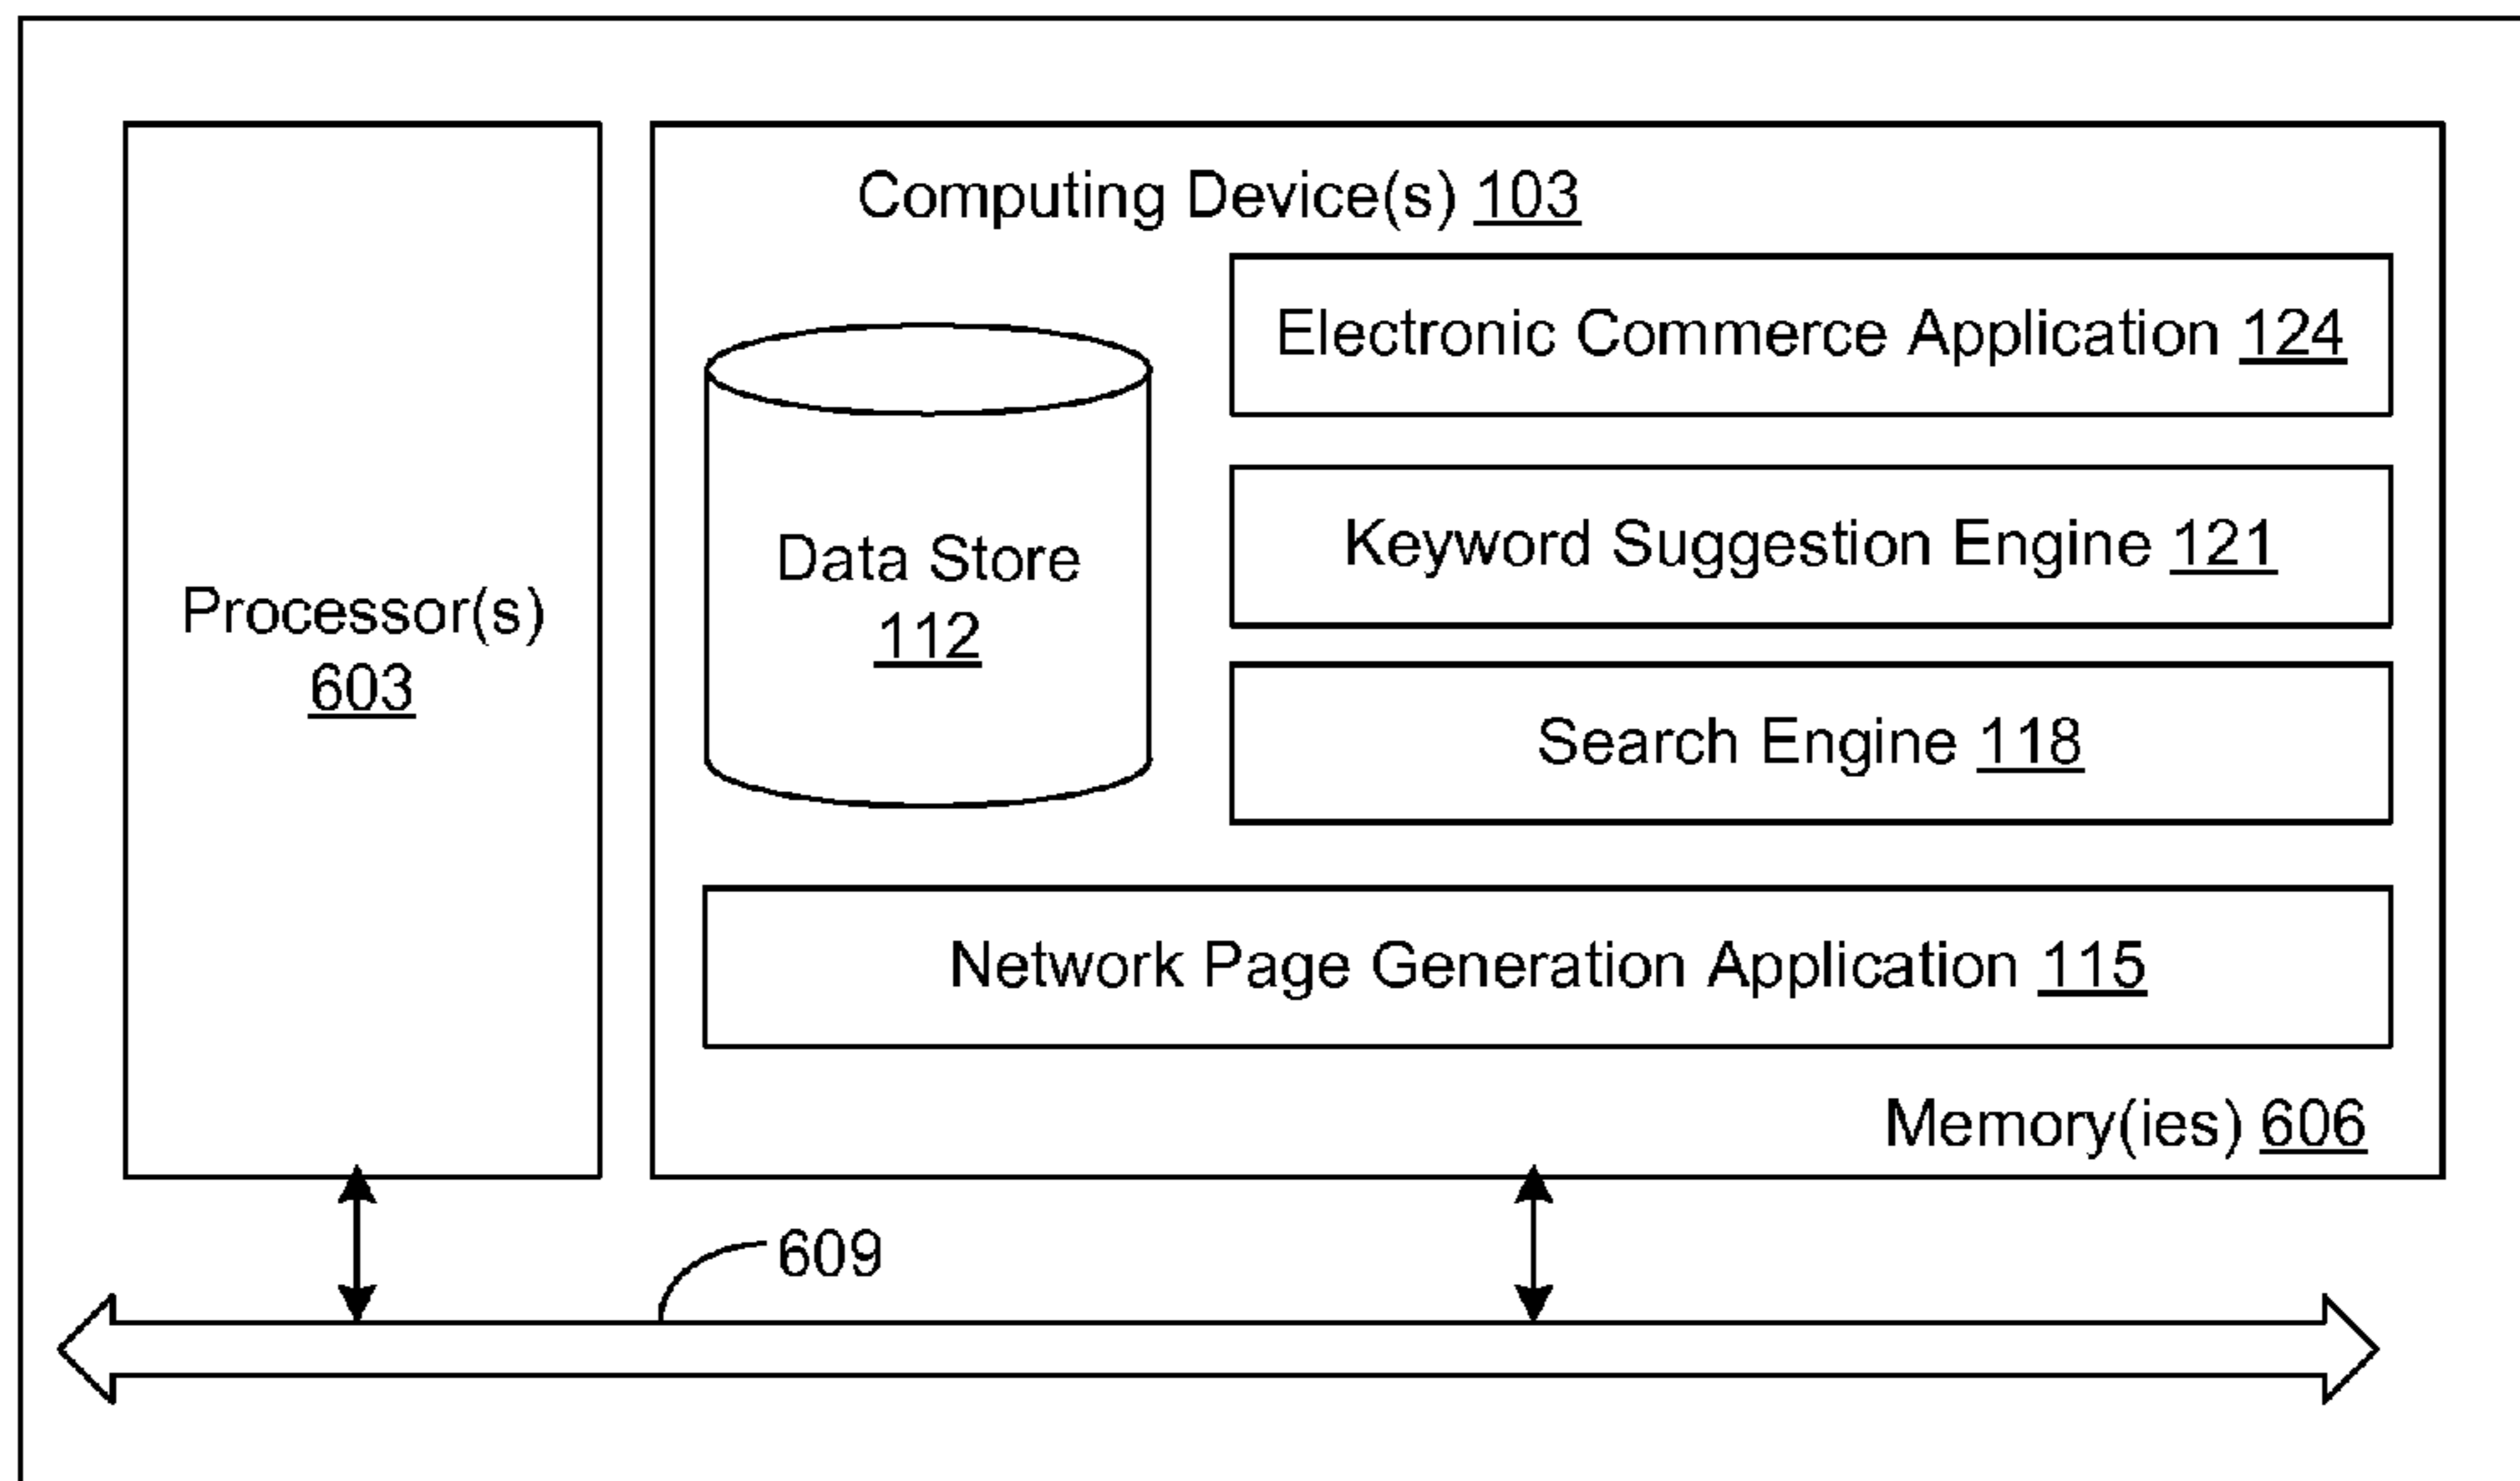 Computing Device(s) 103
Electronic Commerce Application 124
Keyword Suggestion Engine 121
Data Store
112
Processor(s)
603
Search Engine 118
Network Page Generation Application 115
Memory(ies) 606
609